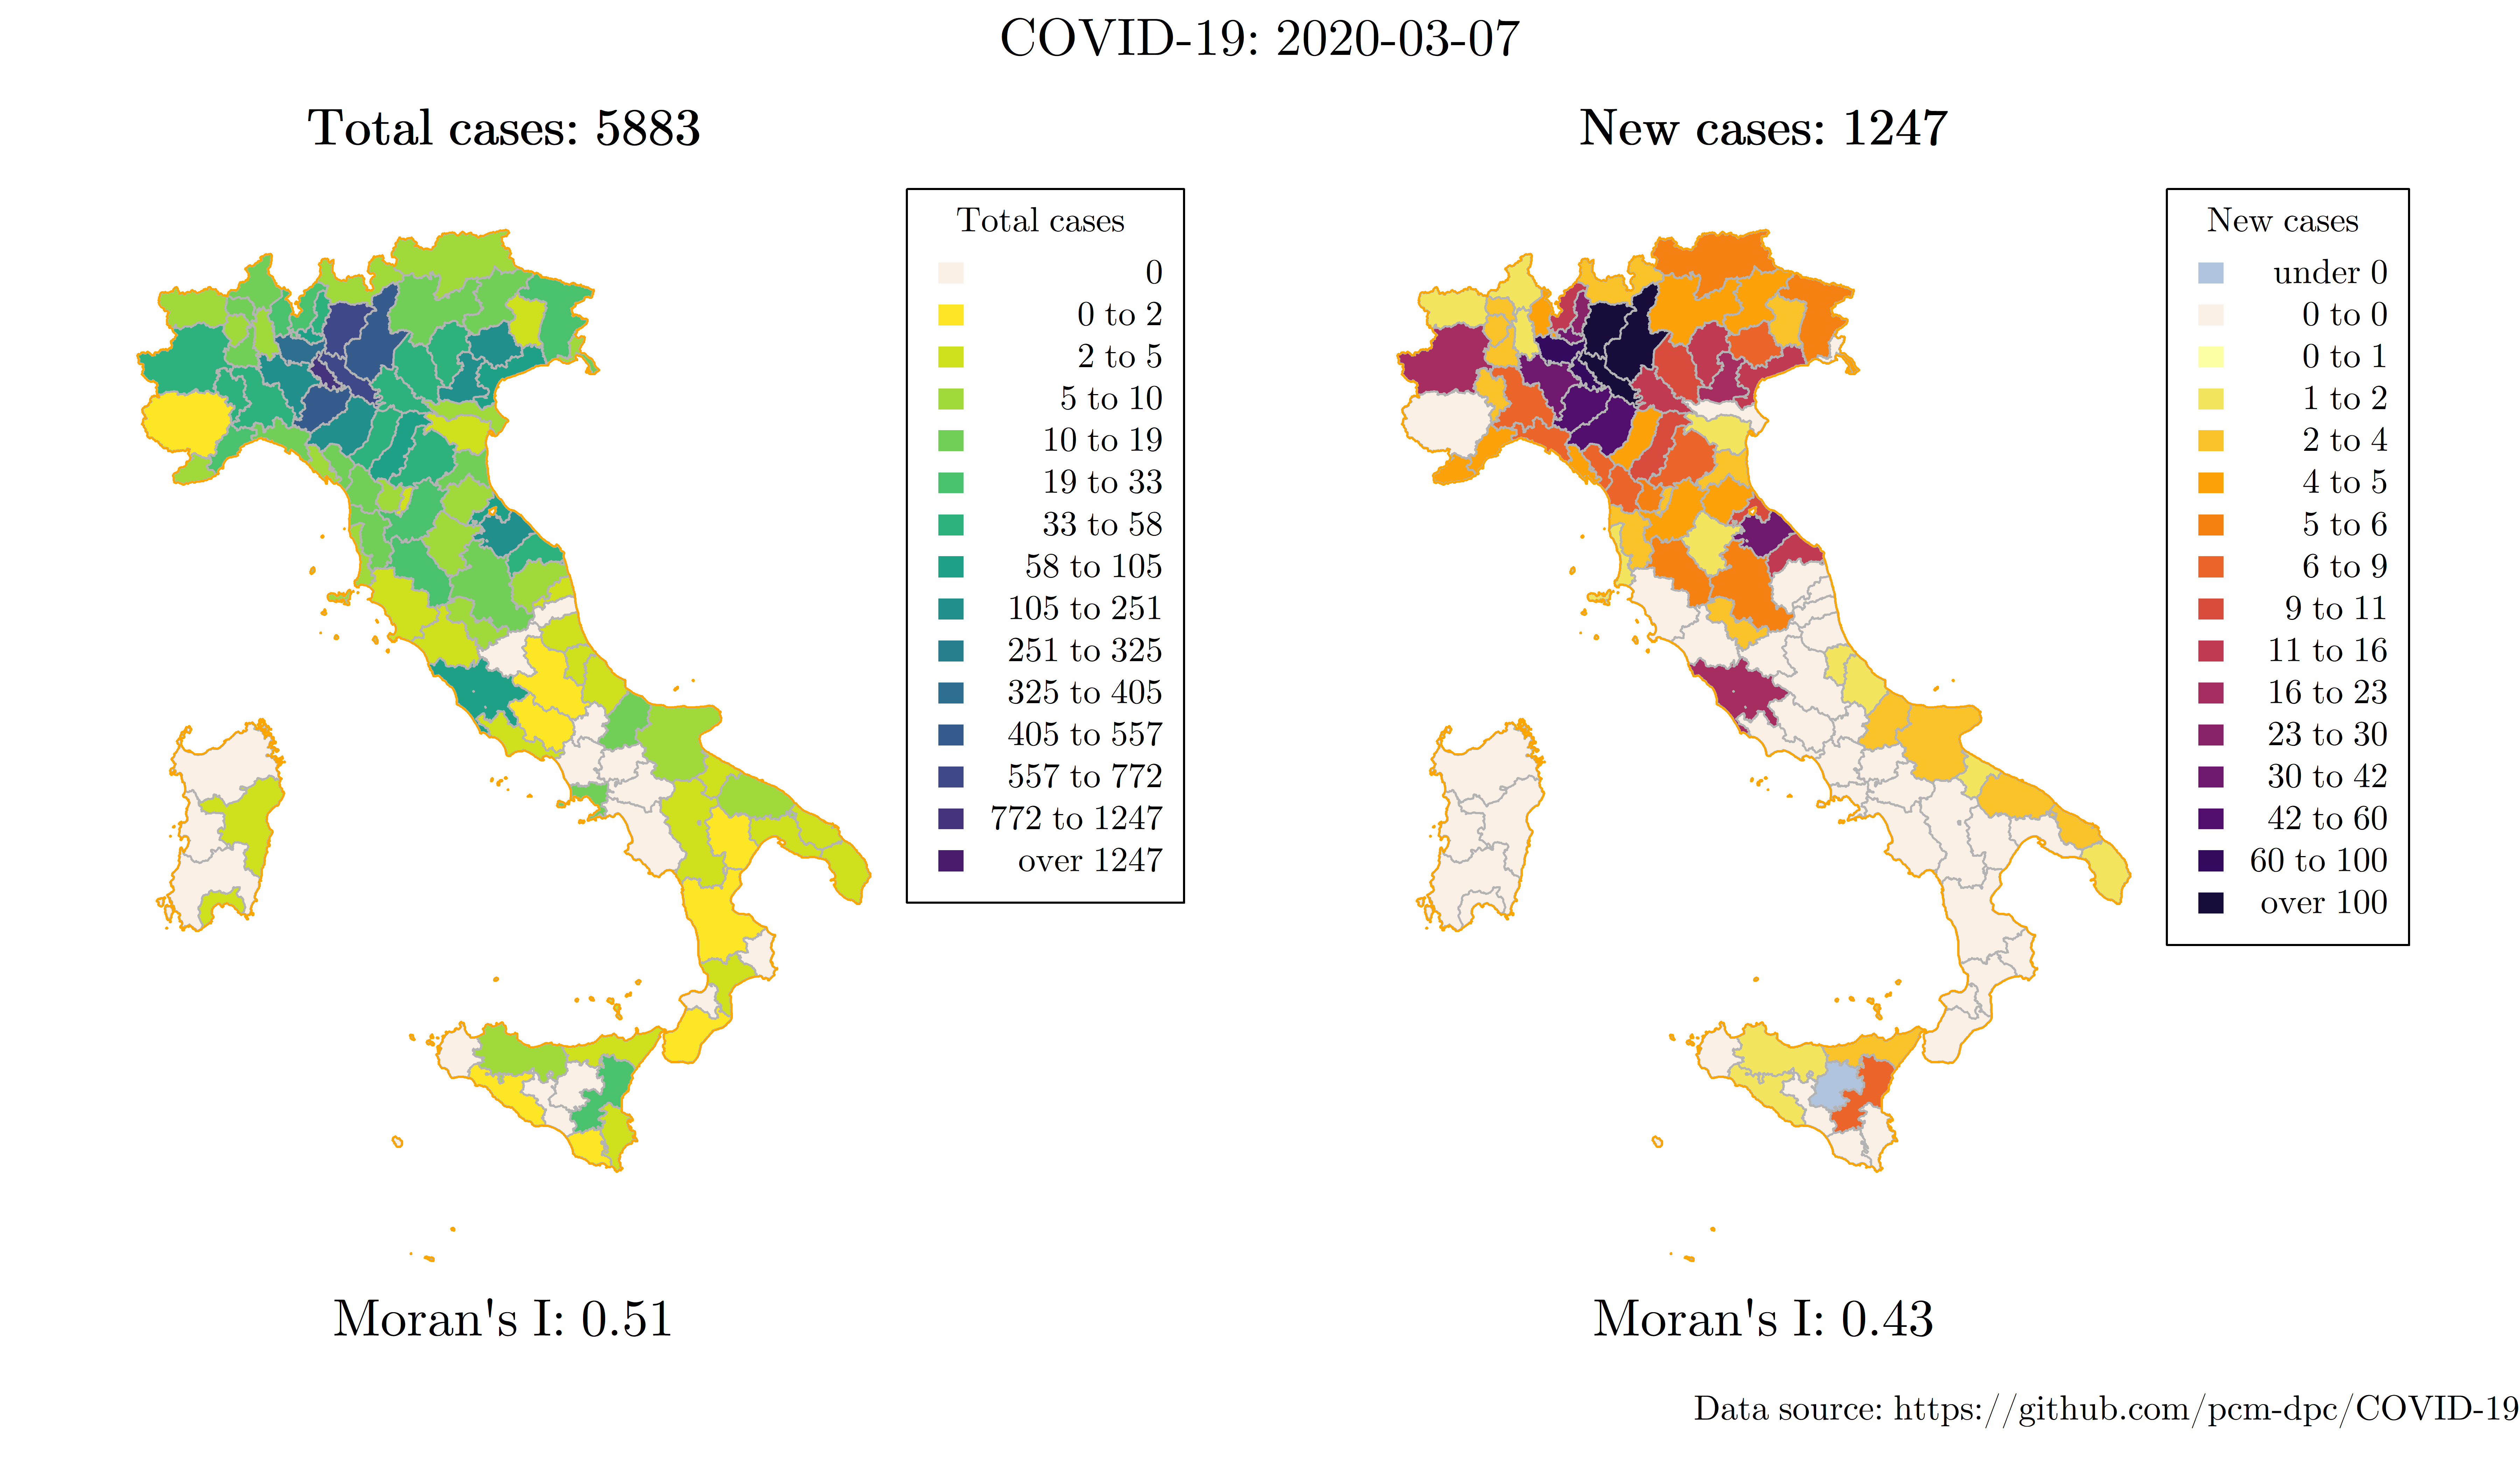 COVID-19: 2020-03-07
Total cases: 5883
Total cases
0
0 to 2
2 to 5
5 to 10
10 to 19
19 to 33
33 to 58
58 to 105
105 to 251
251 to 325
325 to 405
405 to 557
557 to 772
772 to 1247
over 1247
Moran's I: 0.51
New cases: 1247
New cases
under 0
0 to 0
0 to 1
1 to 2
2 to 4
4 to 5
5 to 6
6 to 9
9 to 11
11 to 16
16 to 23
23 to 30
30 to 42
42 to 60
60 to 100
over 100
Moran's I: 0.43
Data source: https://github.com/pcm-dpc/COVID-19